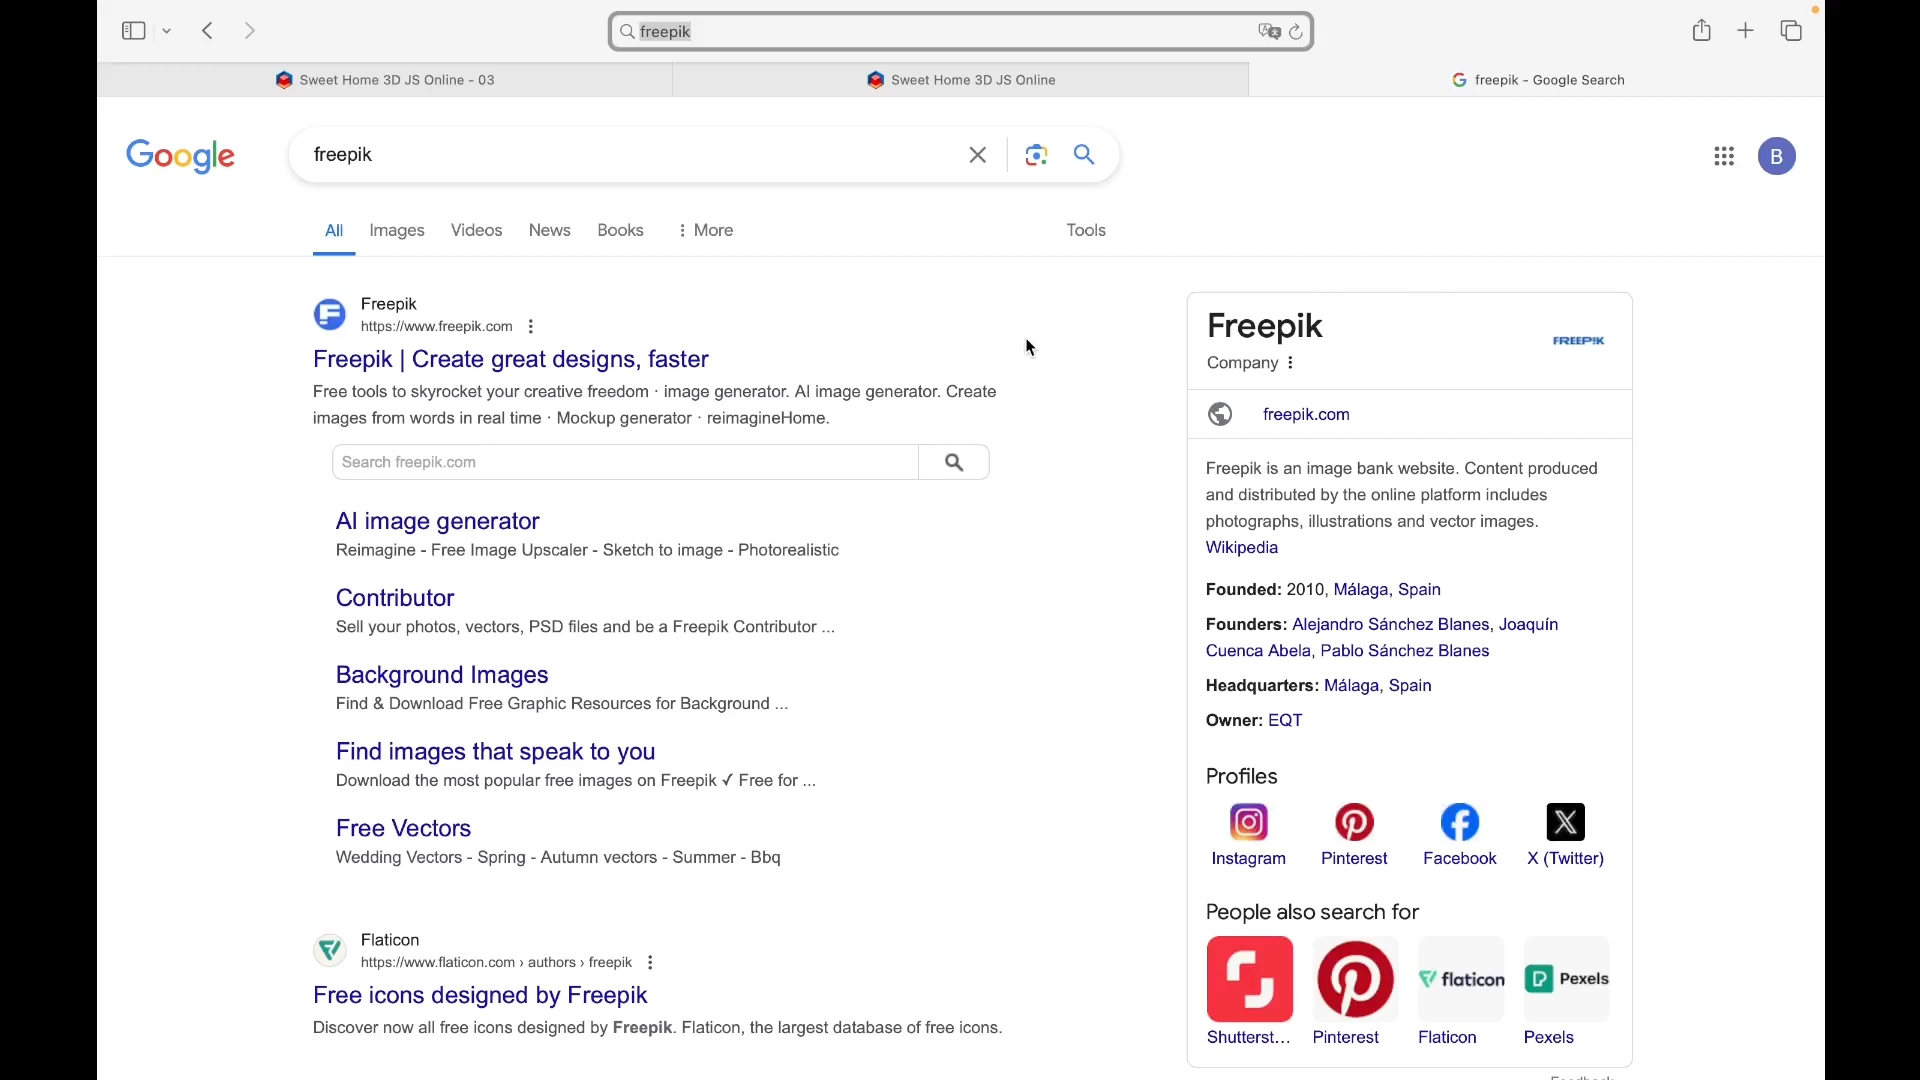 freepik
Sweet Home 3D JS Online - 03
Sweet Home 3D JS Online
freepik - Google Search
Google
freepik
B
All
Images
Videos
News
Books
More
Tools
Freepik
https://www.freepik.com
Freepik | Create great designs, faster
Free tools to skyrocket your creative freedom · image generator. AI image generator. Create
images from words in real time · Mockup generator · reimagineHome.
Search freepik.com
AI image generator
Reimagine - Free Image Upscaler - Sketch to image - Photorealistic
Contributor
Sell your photos, vectors, PSD files and be a Freepik Contributor ...
Background Images
Find & Download Free Graphic Resources for Background ...
Find images that speak to you
Download the most popular free images on Freepik ✓ Free for ...
Free Vectors
Wedding Vectors - Spring - Autumn vectors - Summer - Bbq
Flaticon
https://www.flaticon.com › authors › freepik
Free icons designed by Freepik
Discover now all free icons designed by Freepik. Flaticon, the largest database of free icons.
Freepik
FREEPIK
Company
freepik.com
Freepik is an image bank website. Content produced
and distributed by the online platform includes
photographs, illustrations and vector images.
Wikipedia
Founded: 2010, Málaga, Spain
Founders: Alejandro Sánchez Blanes, Joaquín
Cuenca Abela, Pablo Sánchez Blanes
Headquarters: Málaga, Spain
Owner: EQT
Profiles
Instagram
Pinterest
Facebook
X (Twitter)
People also search for
flaticon
Pexels
Shutterst...
Pinterest
Flaticon
Pexels